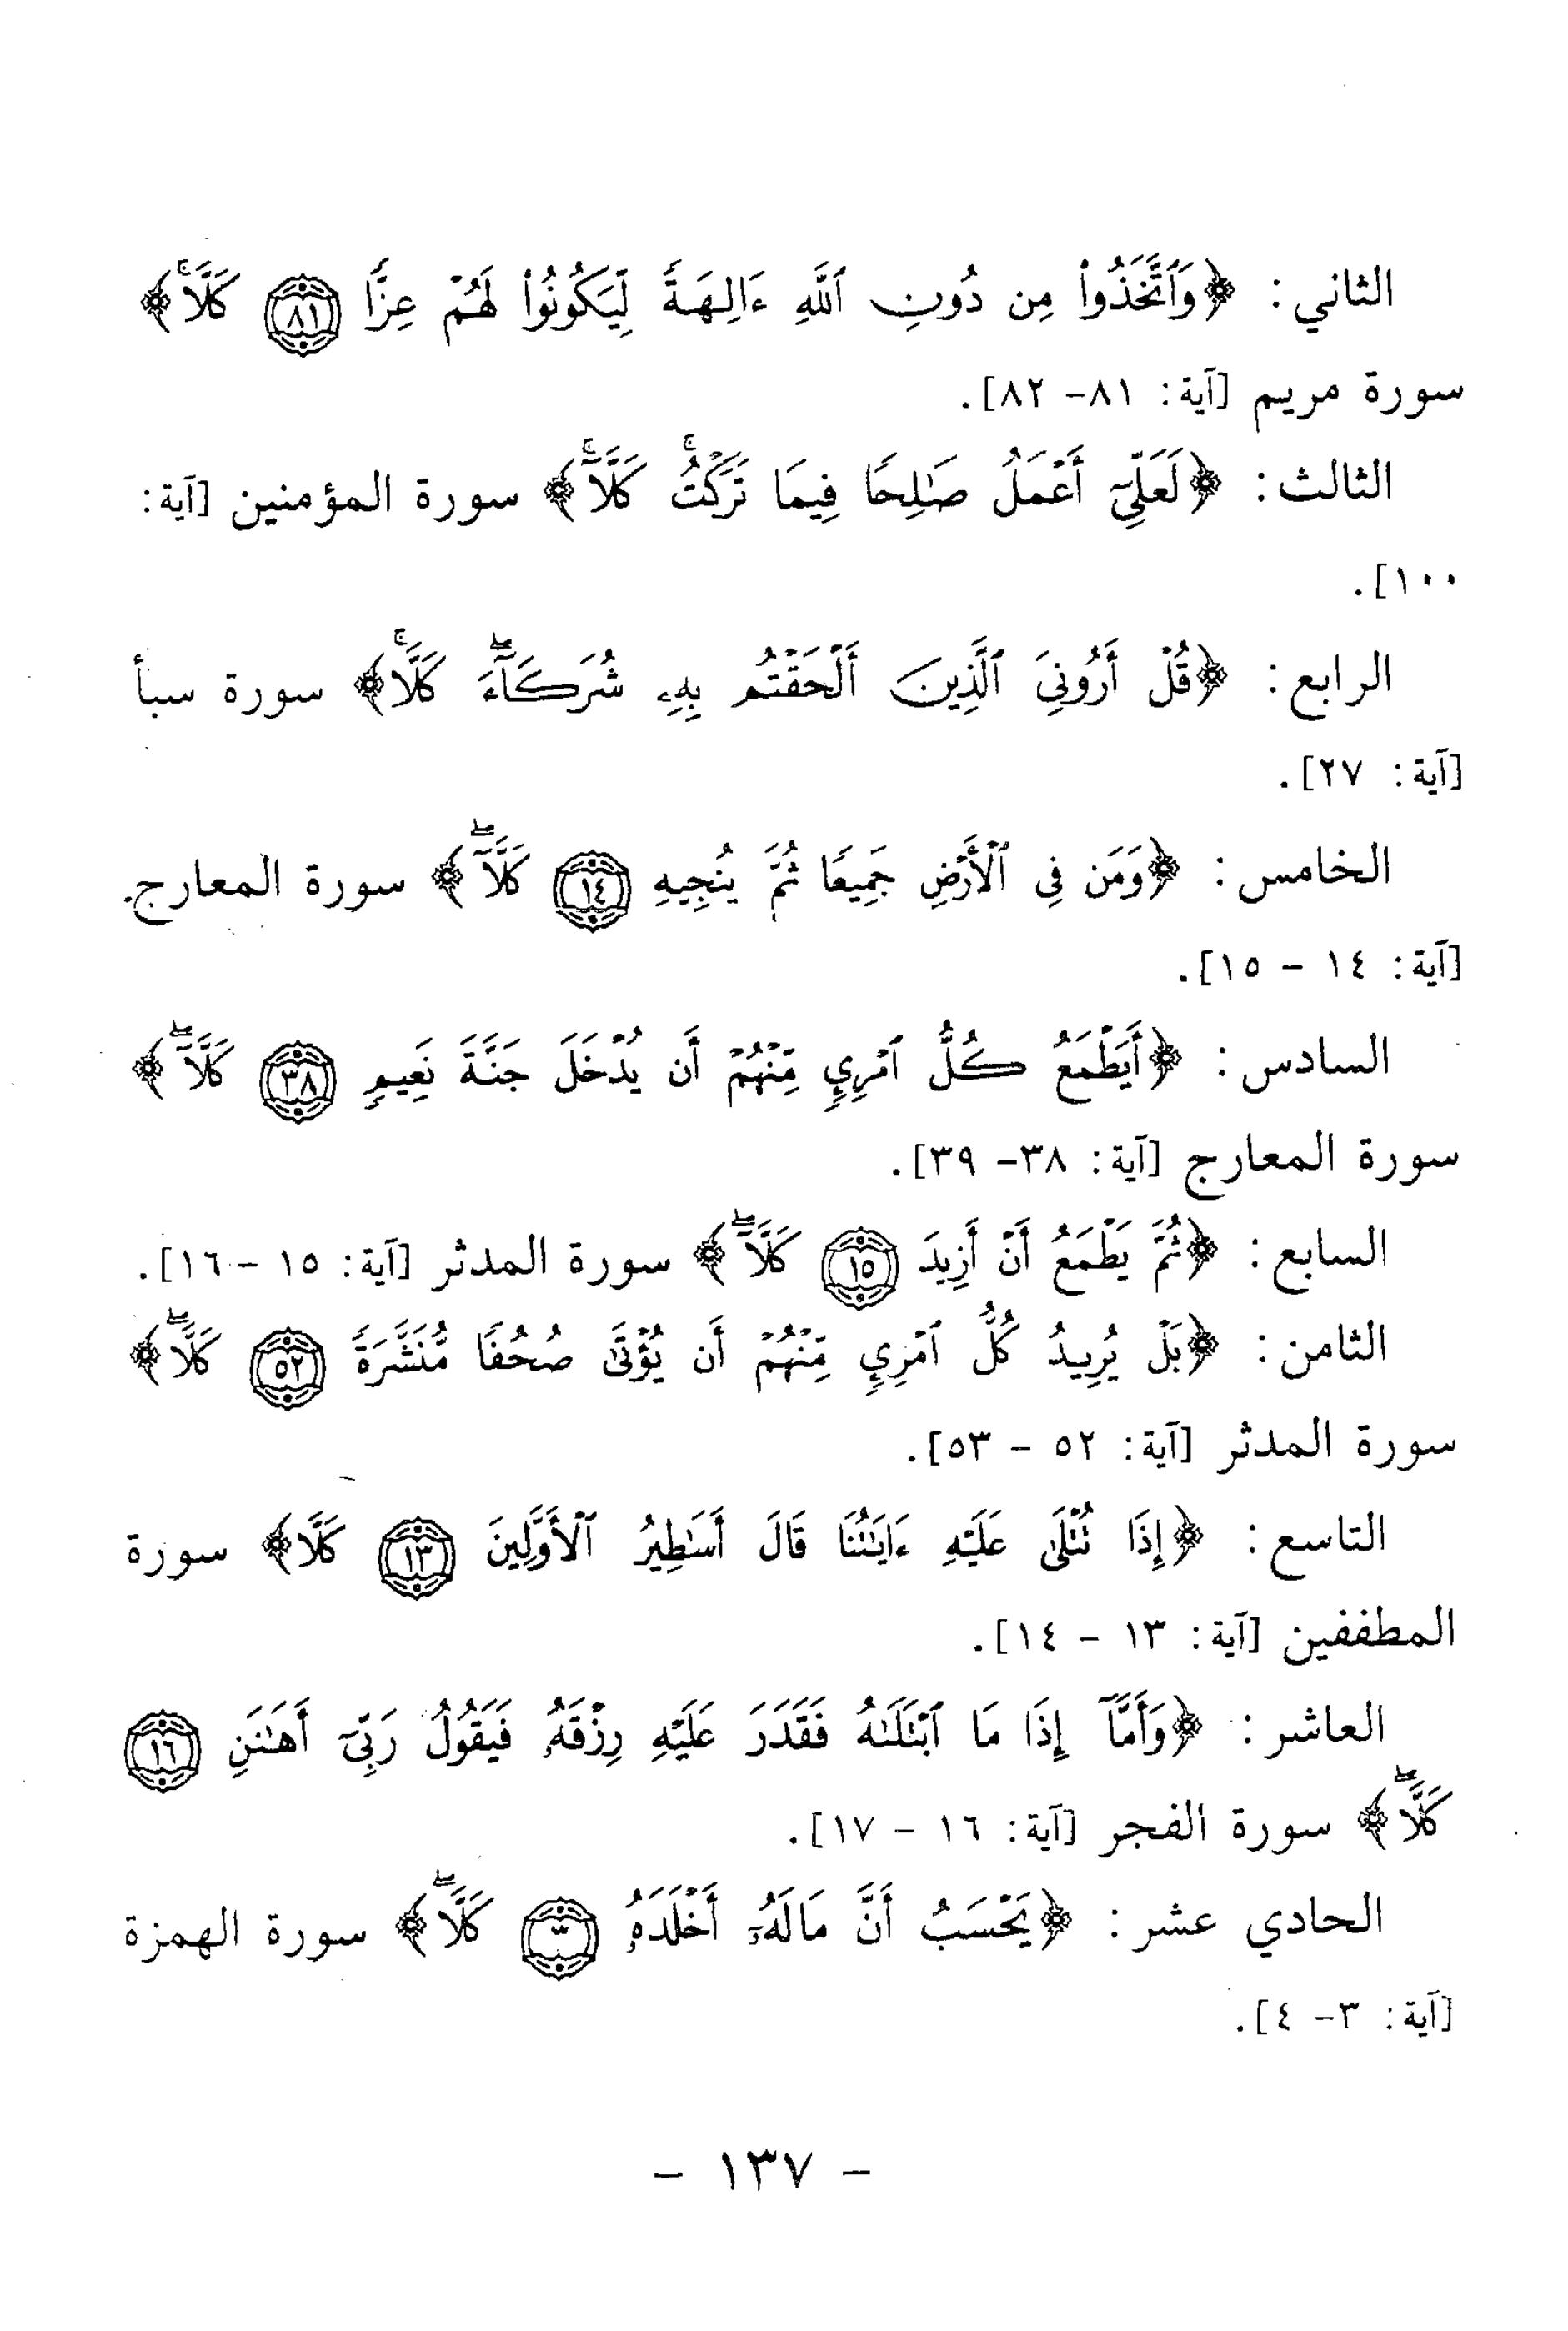 الثاني: ﴿وَٱتَّخَذُوا۟ مِن دُونِ ٱللَّهِ ءَالِهَةً لِّيَكُونُوا۟ لَهُمْ عِزًّا ٨١ كَلَّا ۚ﴾
سورة مريم [آية: ٨١- ٨٢].
الثالث: ﴿لَعَلِّىٓ أَعْمَلُ صَٰلِحًا فِيمَا تَرَكْتُ ۚ كَلَّآ ۚ﴾ سورة المؤمنين [آية:
١٠٠].
الرابع: ﴿قُلْ أَرُونِىَ ٱلَّذِينَ أَلْحَقْتُم بِهِۦ شُرَكَآءَ ۖ كَلَّا ۚ﴾ سورة سبأ
[آية: ٢٧].
الخامس: ﴿وَمَن فِى ٱلْأَرْضِ جَمِيعًا ثُمَّ يُنجِيهِ ١٤ كَلَّآ ۖ﴾ سورة المعارج
[آية: ١٤ - ١٥].
السادس: ﴿أَيَطْمَعُ كُلُّ ٱمْرِئٍ مِّنْهُمْ أَن يُدْخَلَ جَنَّةَ نَعِيمٍ ٣٨ كَلَّآ ۖ﴾
سورة المعارج [آية: ٣٨- ٣٩].
السابع: ﴿ثُمَّ يَطْمَعُ أَنْ أَزِيدَ ١٥ كَلَّآ ۖ﴾ سورة المدثر [آية: ١٥ - ١٦].
الثامن: ﴿بَلْ يُرِيدُ كُلُّ ٱمْرِئٍ مِّنْهُمْ أَن يُؤْتَىٰ صُحُفًا مُّنَشَّرَةً ٥٢ كَلَّا ۖ﴾
سورة المدثر [آية: ٥٢ - ٥٣].
التاسع: ﴿إِذَا تُتْلَىٰ عَلَيْهِ ءَايَٰتُنَا قَالَ أَسَٰطِيرُ ٱلْأَوَّلِينَ ١٣ كَلَّا﴾ سورة
المطففين [آية: ١٣ - ١٤].
العاشر: ﴿وَأَمَّآ إِذَا مَا ٱبْتَلَىٰهُ فَقَدَرَ عَلَيْهِ رِزْقَهُۥ فَيَقُولُ رَبِّىٓ أَهَٰنَنِ ١٦
كَلَّا ۖ﴾ سورة الفجر [آية: ١٦ - ١٧].
الحادي عشر: ﴿يَحْسَبُ أَنَّ مَالَهُۥٓ أَخْلَدَهُۥ ٣ كَلَّا ۖ﴾ سورة الهمزة
[آية: ٣- ٤].
- ١٣٧ -